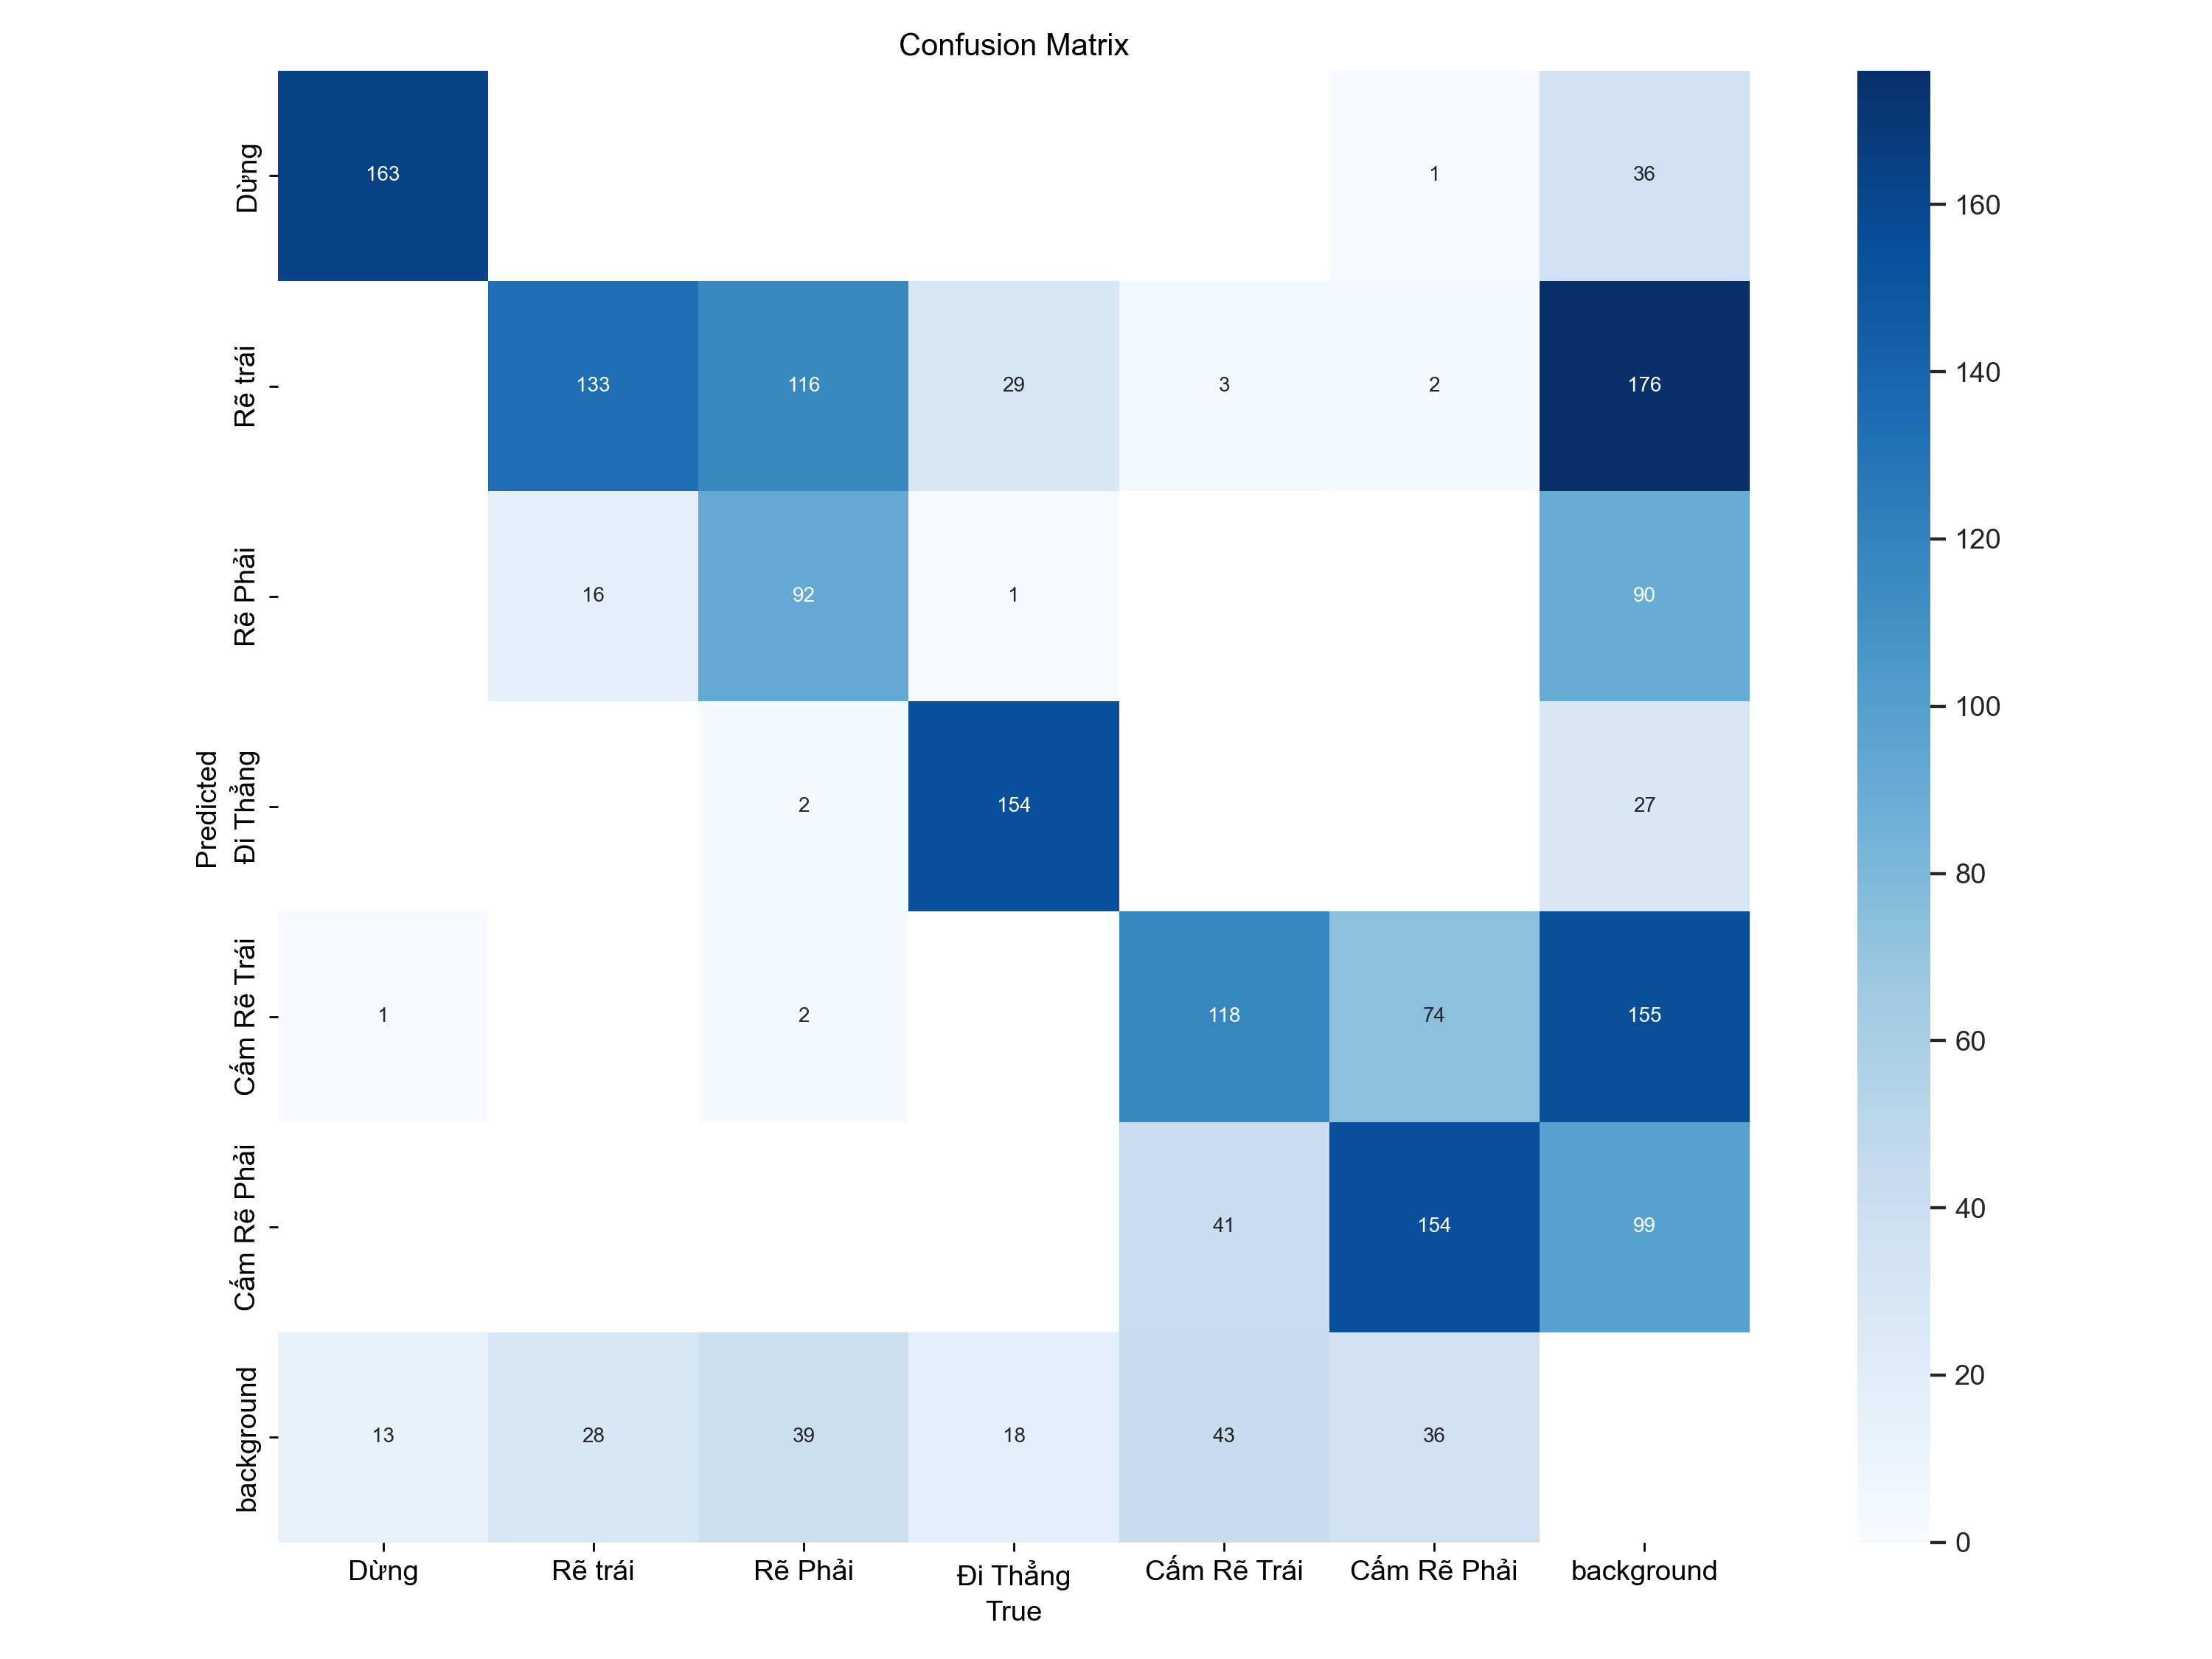 Confusion Matrix
Dừng
163
1
36
Rẽ trái
133
116
29
3
2
176
Rẽ Phải
16
92
1
90
Predicted
Đi Thẳng
2
154
27
Cấm Rẽ Trái
1
2
118
74
155
Cấm Rẽ Phải
41
154
99
background
13
28
39
18
43
36
Dừng
Rẽ trái
Rẽ Phải
Đi Thẳng
Cấm Rẽ Trái
Cấm Rẽ Phải
background
True
160
140
120
100
80
60
40
20
0